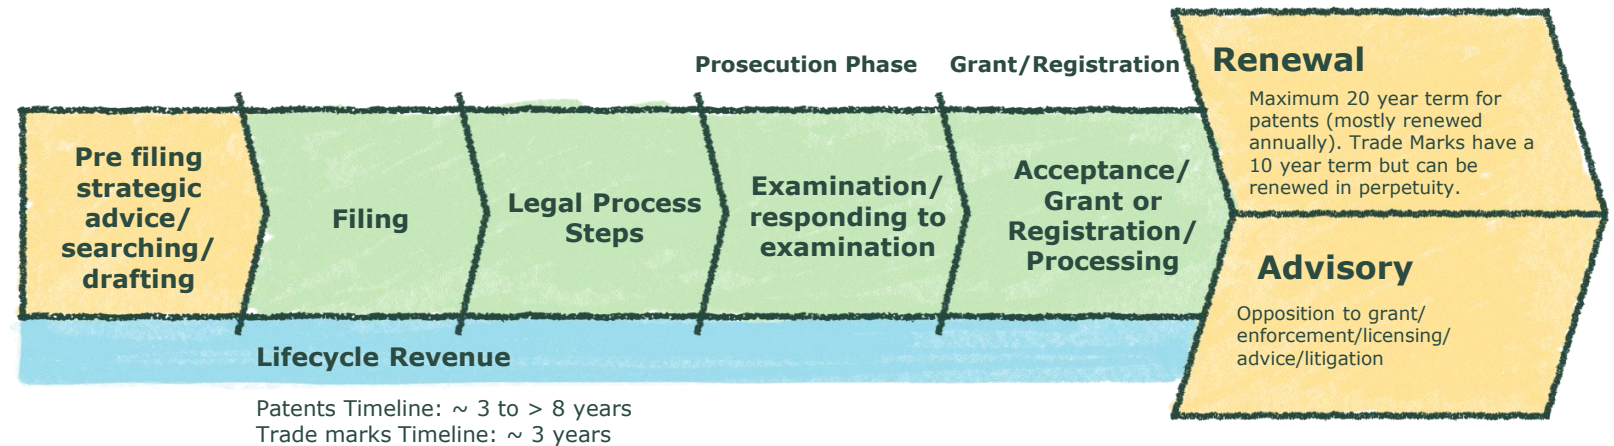 Prosecution Phase
Grant/Registration
Pre filing
strategic
advice/
searching/
drafting
Filing
Legal Process
Steps
Examination/
responding to
examination
Acceptance/
Grant or
Registration/
Processing
Renewal
Maximum 20 year term for
patents (mostly renewed
annually). Trade Marks have a
10 year term but can be
renewed in perpetuity.
Advisory
Opposition to grant/
enforcement/licensing/
advice/litigation
Lifecycle Revenue
Patents Timeline: ~ 3 to > 8 years
Trade marks Timeline: ~ 3 years